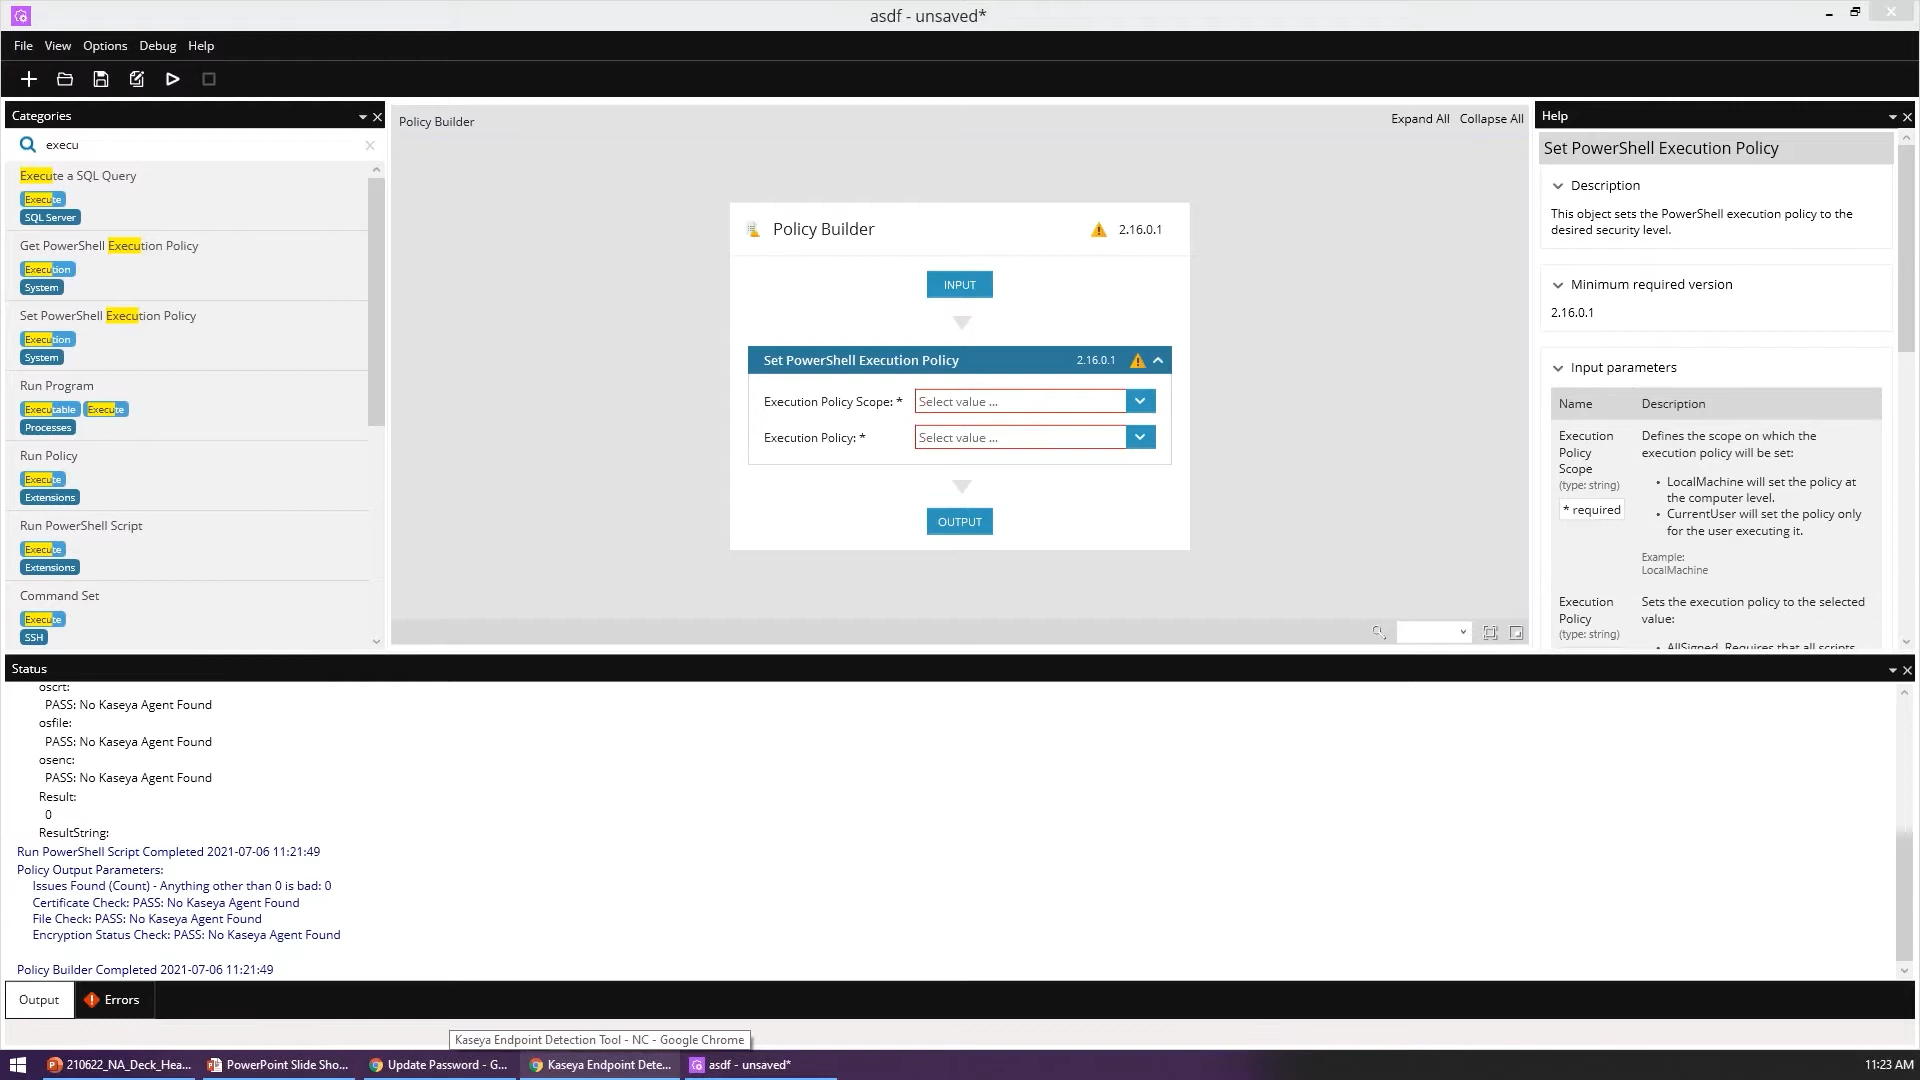 asdf - unsaved*
File View Options Debug Help
Categories
execu
Execute a SQL Query
Execute
SQL Server
Get PowerShell Execution Policy
Execution
System
Set PowerShell Execution Policy
Execution
System
Run Program
Executable Execute
Processes
Run Policy
Execute
Extensions
Run PowerShell Script
Execute
Extensions
Command Set
Execute
SSH
Policy Builder
Expand All Collapse All
Policy Builder 2.16.0.1
INPUT
Set PowerShell Execution Policy 2.16.0.1
Execution Policy Scope: * Select value ...
Execution Policy: * Select value ...
OUTPUT
Help
Set PowerShell Execution Policy
Description
This object sets the PowerShell execution policy to the
desired security level.
Minimum required version
2.16.0.1
Input parameters
Name Description
Execution
Policy
Scope
(type: string)
* required
Defines the scope on which the
execution policy will be set:
• LocalMachine will set the policy at
the computer level.
• CurrentUser will set the policy only
for the user executing it.
Example:
LocalMachine
Execution
Policy
(type: string)
Sets the execution policy to the selected
value:
• AllSigned. Requires that all scripts
Status
oscrt:
PASS: No Kaseya Agent Found
osfile:
PASS: No Kaseya Agent Found
osenc:
PASS: No Kaseya Agent Found
Result:
0
ResultString:
Run PowerShell Script Completed 2021-07-06 11:21:49
Policy Output Parameters:
Issues Found (Count) - Anything other than 0 is bad: 0
Certificate Check: PASS: No Kaseya Agent Found
File Check: PASS: No Kaseya Agent Found
Encryption Status Check: PASS: No Kaseya Agent Found
Policy Builder Completed 2021-07-06 11:21:49
Output Errors
Kaseya Endpoint Detection Tool - NC - Google Chrome
210622_NA_Deck_Hea... PowerPoint Slide Sho... Update Password - G... Kaseya Endpoint Dete... asdf - unsaved* 11:23 AM